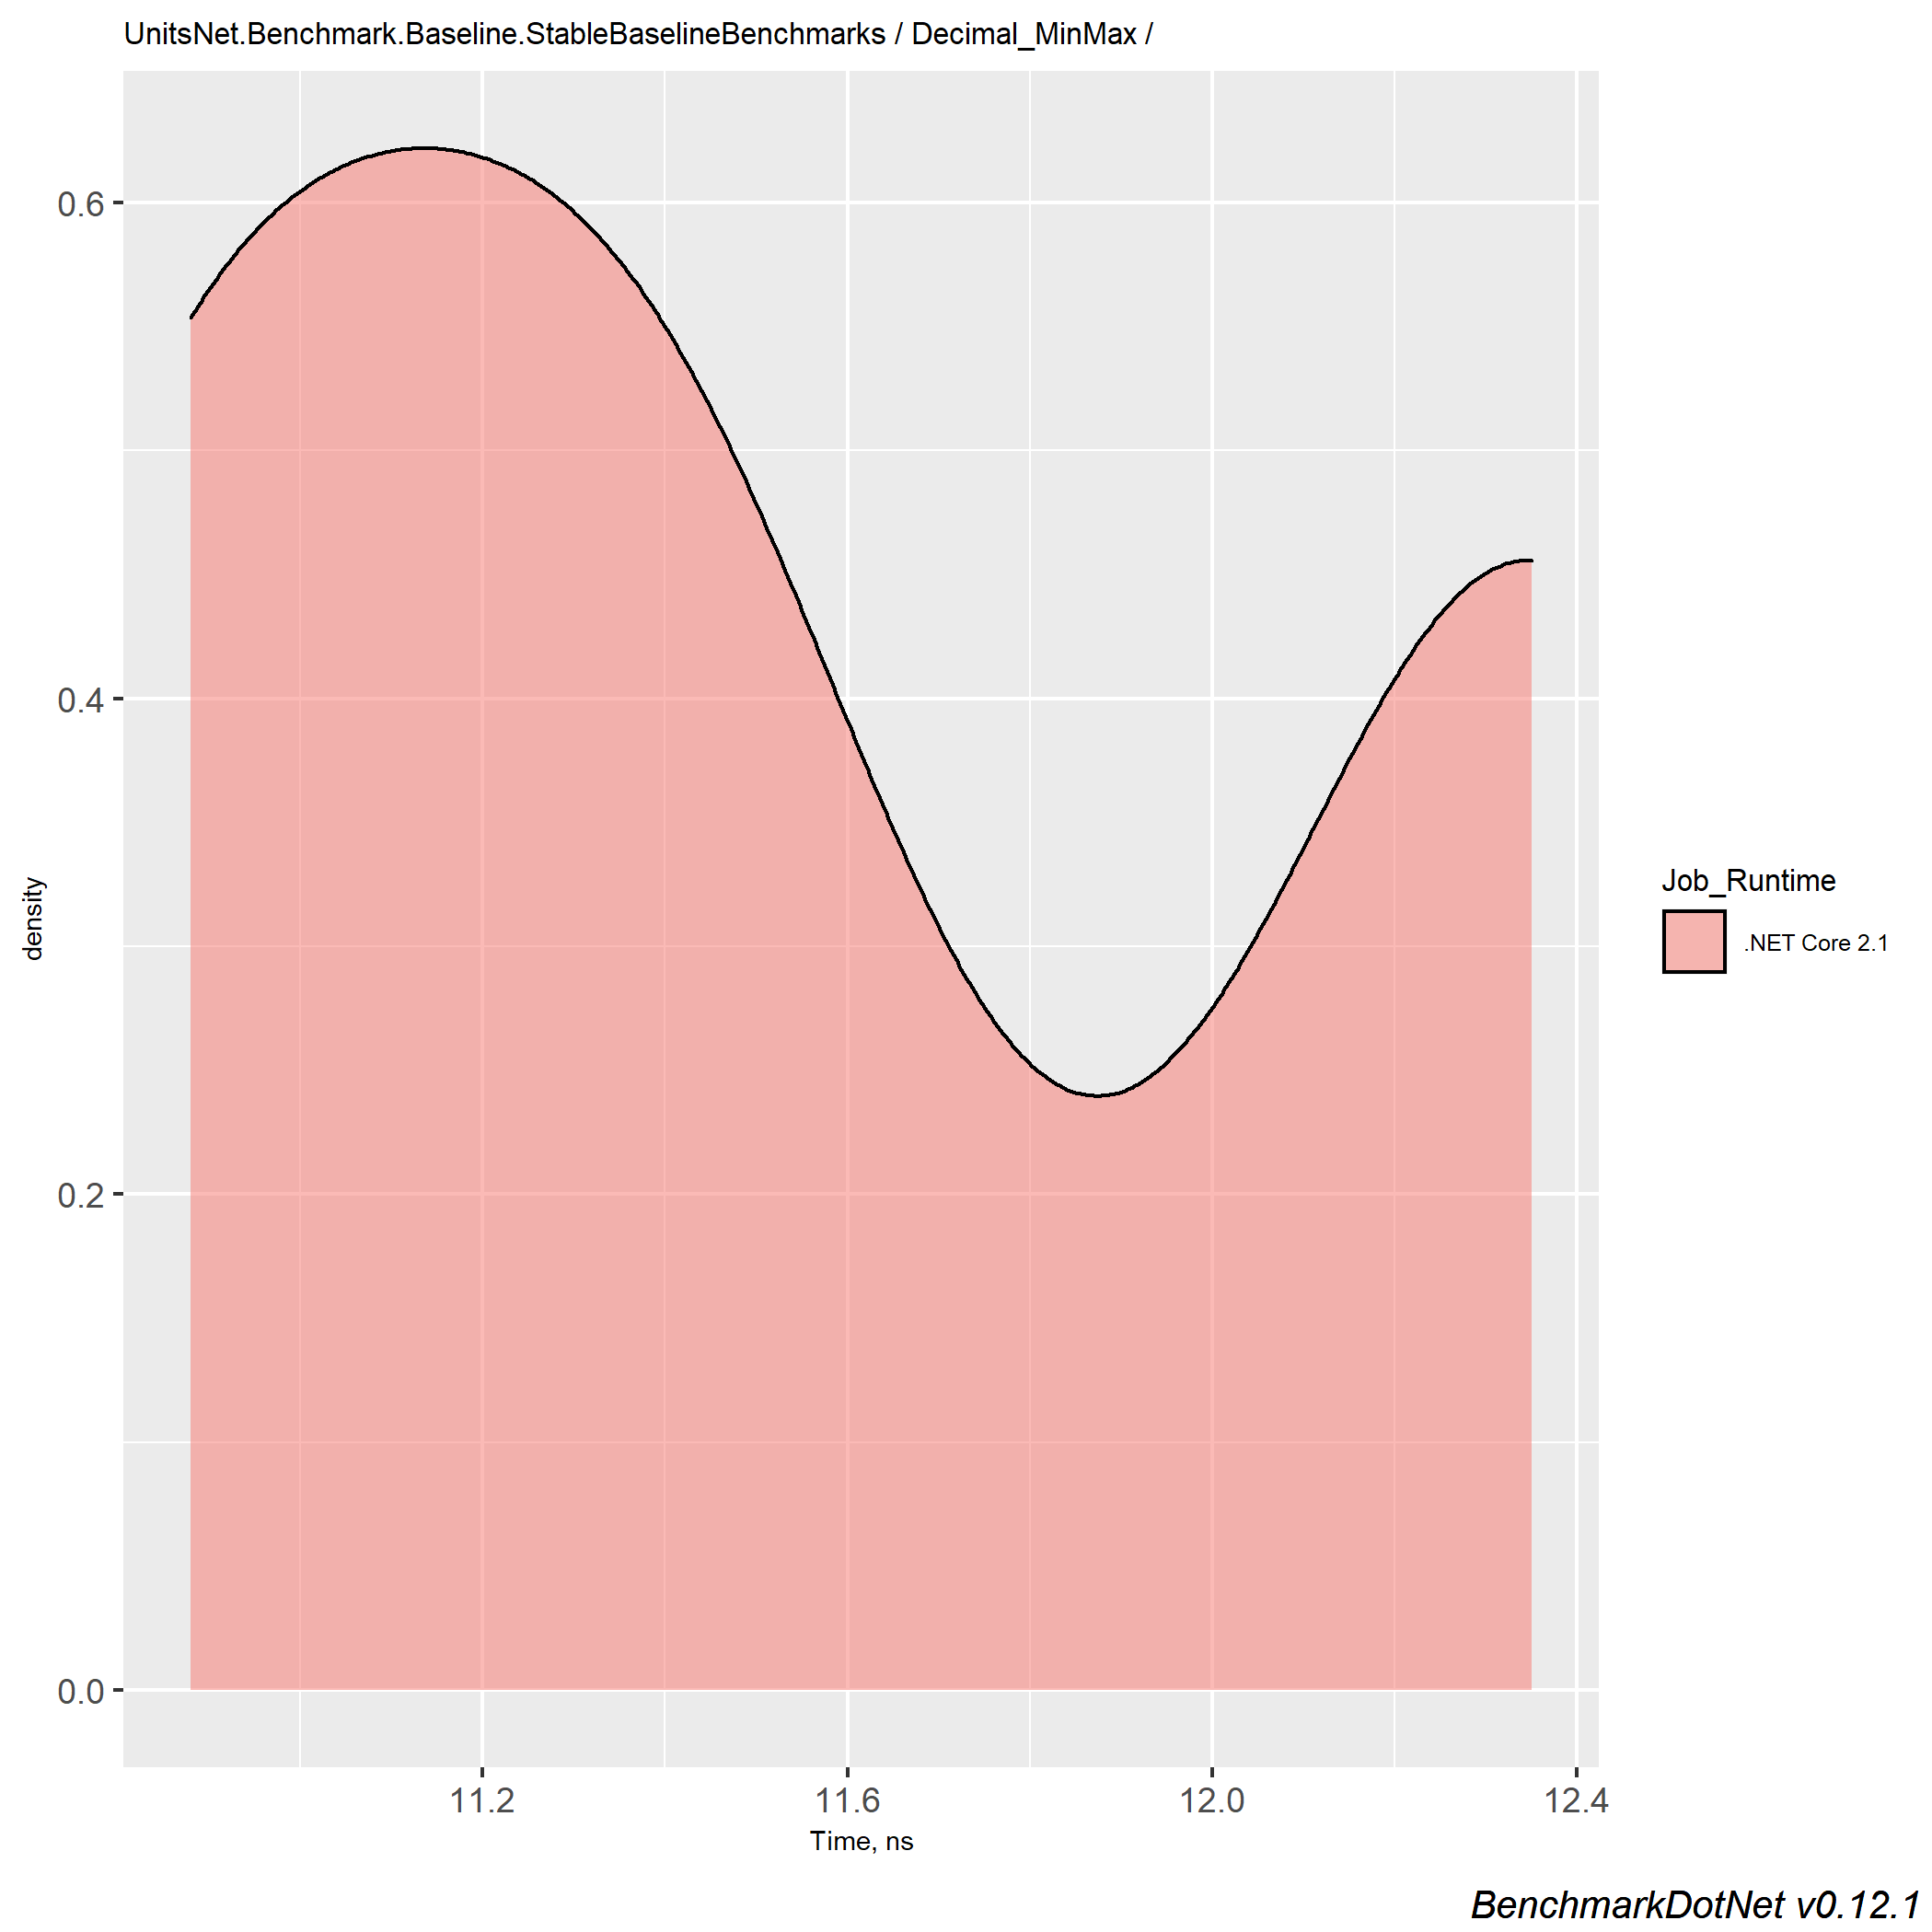 UnitsNet.Benchmark.Baseline.StableBaselineBenchmarks / Decimal_MinMax /
0.6
0.4
0.2
0.0
density
11.2 11.6 12.0 12.4
Time, ns
Job_Runtime
.NET Core 2.1
BenchmarkDotNet v0.12.1